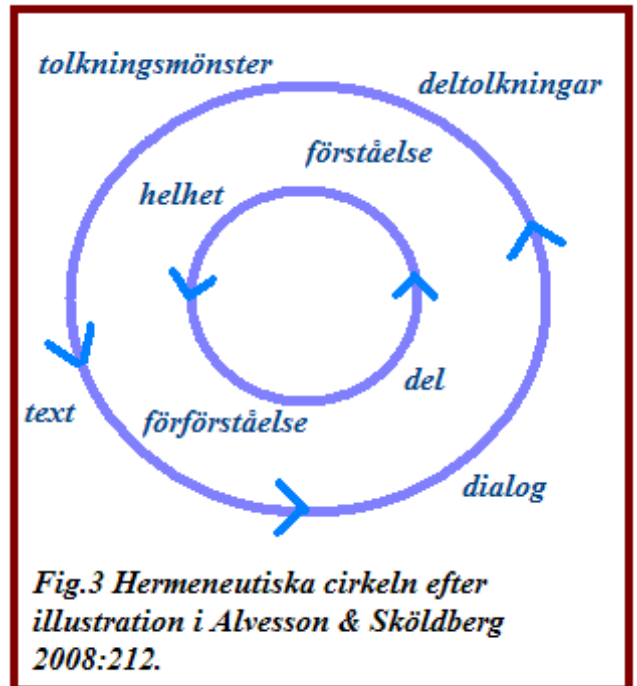 tolkningsmönster
deltolkningar
förståelse
helhet
del
text
förförståelse
dialog
Fig.3 Hermeneutiska cirkeln efter
illustration i Alvesson & Sköldberg
2008:212.